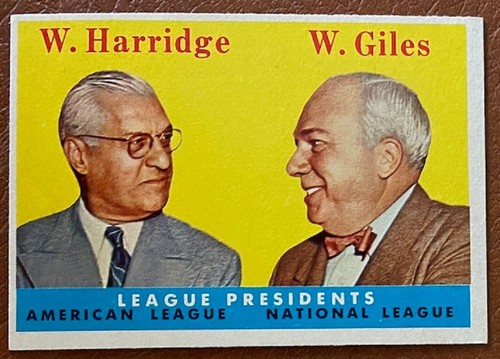 W. Harridge W. Giles
LEAGUE PRESIDENTS
AMERICAN LEAGUE NATIONAL LEAGUE